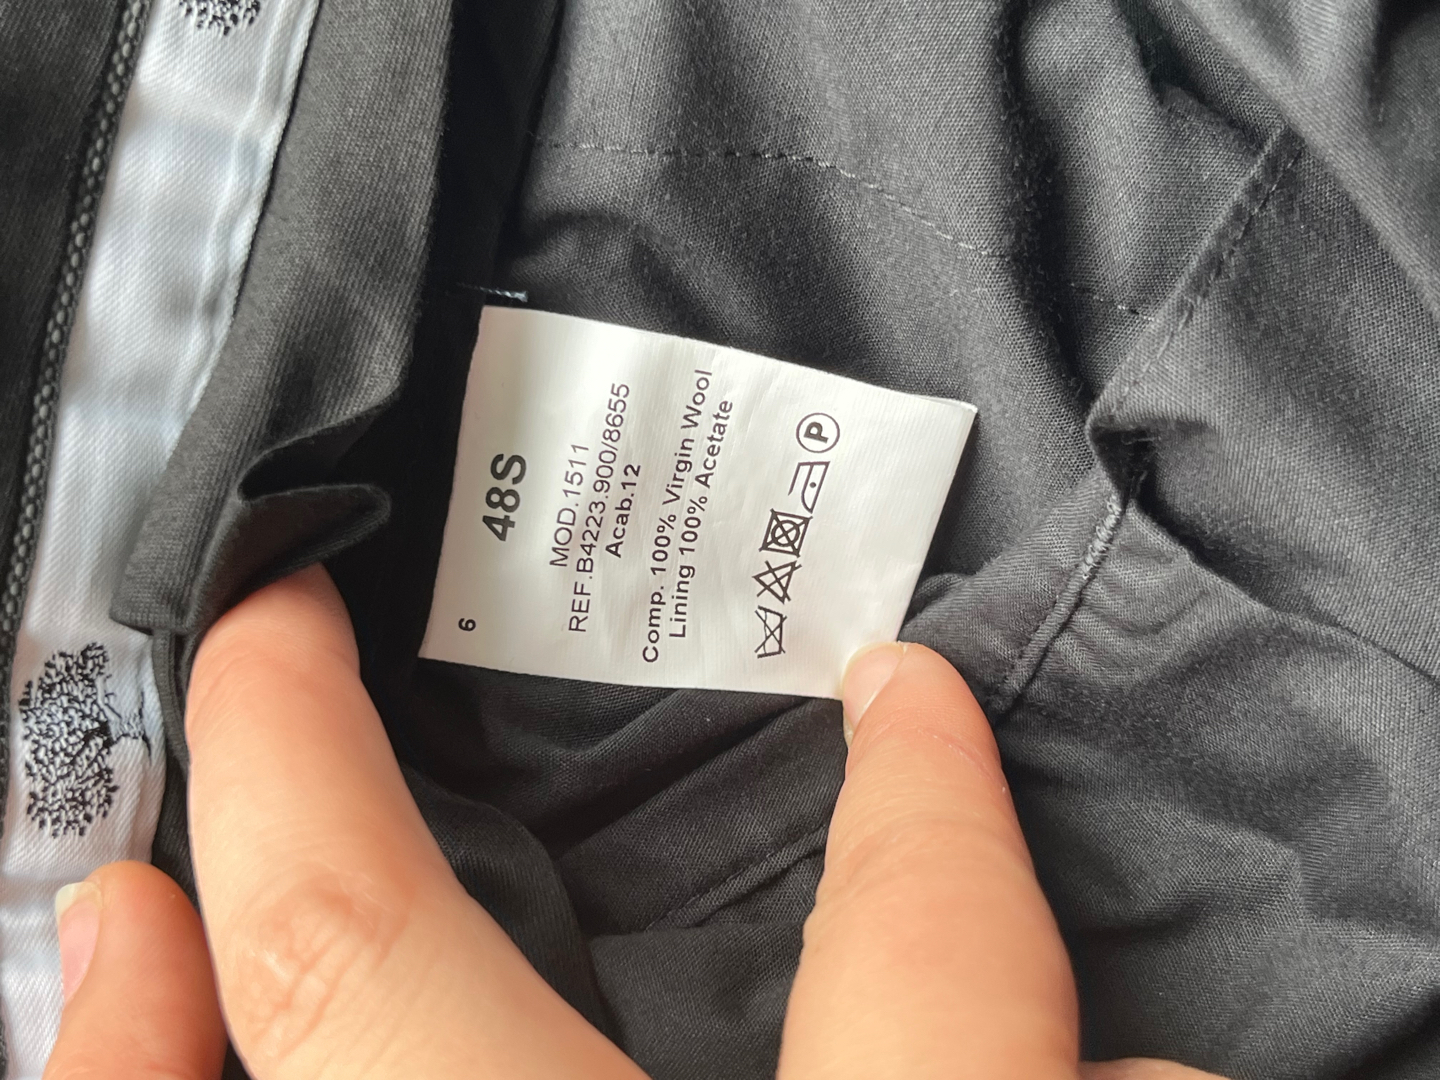 48S
MOD.1511
REF.B4223.900/8655
Acab.12
Comp. 100% Virgin Wool
Lining 100% Acetate
P
6